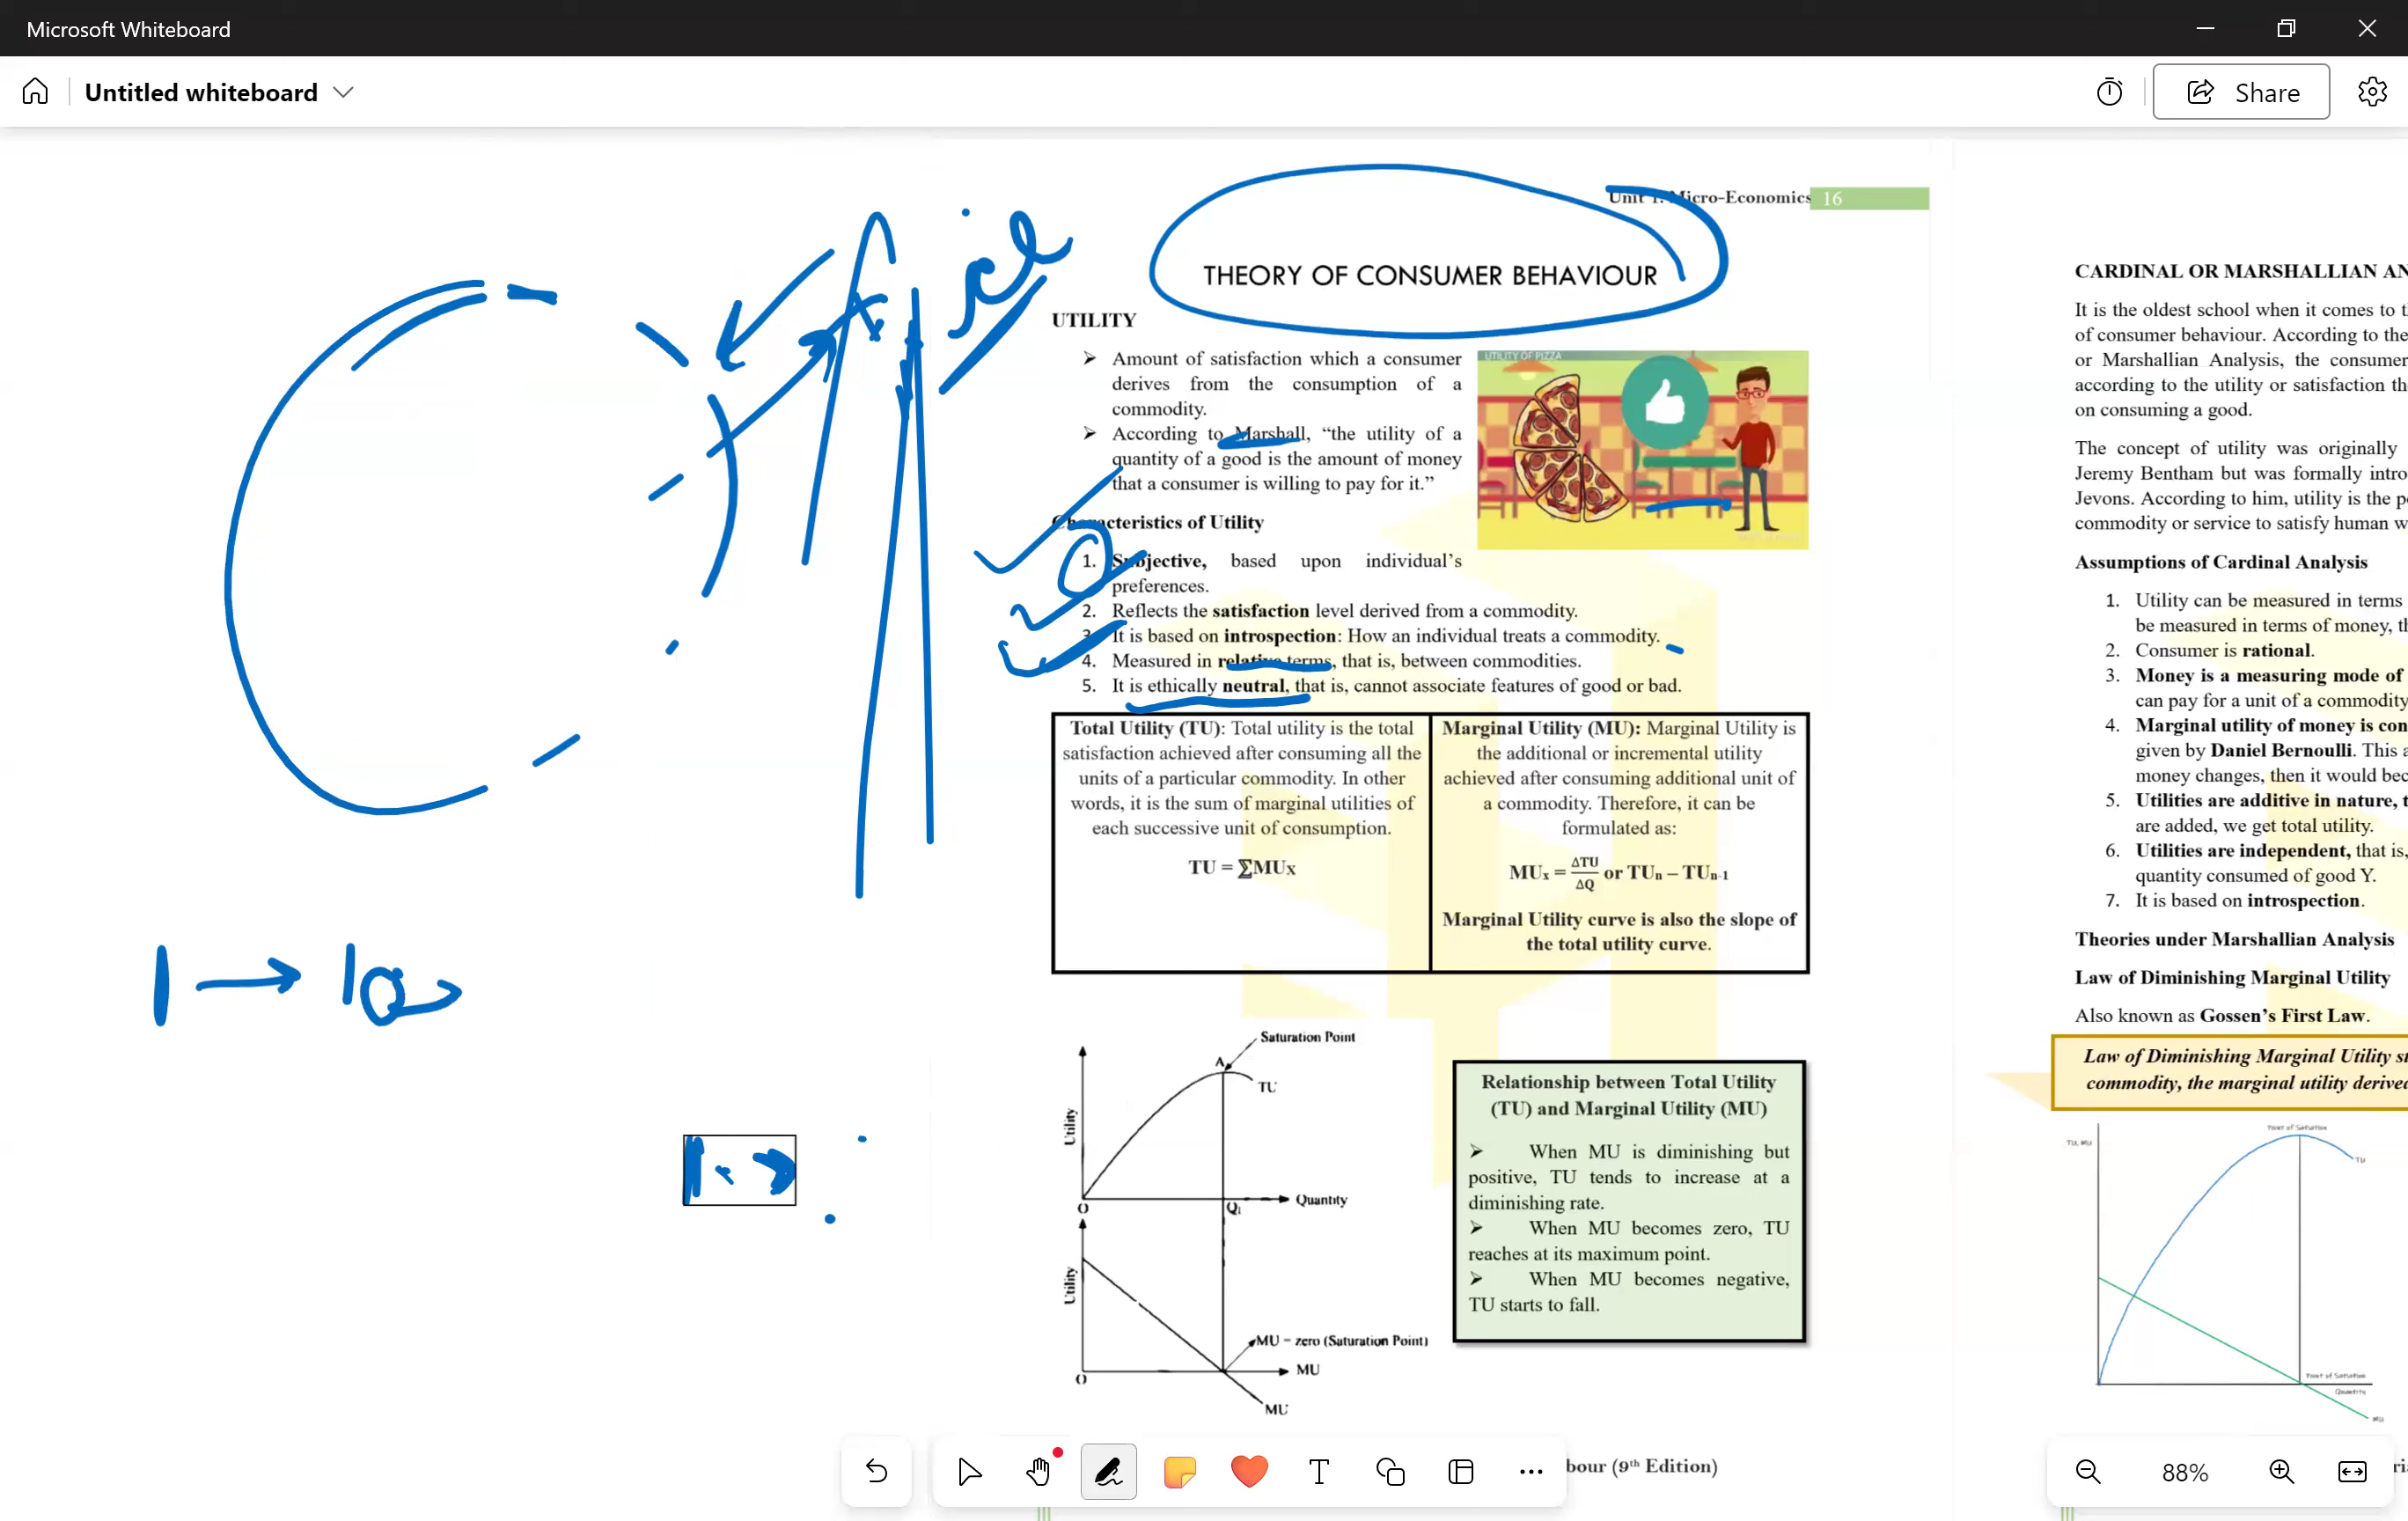 Microsoft Whiteboard
Untitled whiteboard
Share
Unit 1: Micro-Economics 16
THEORY OF CONSUMER BEHAVIOUR
UTILITY
➢ Amount of satisfaction which a consumer
derives from the consumption of a
commodity.
➢ According to Marshall, “the utility of a
quantity of a good is the amount of money
that a consumer is willing to pay for it.”
UTILITY OF PIZZA
Characteristics of Utility
1. Subjective, based upon individual’s
preferences.
2. Reflects the satisfaction level derived from a commodity.
3. It is based on introspection: How an individual treats a commodity.
4. Measured in relative terms, that is, between commodities.
5. It is ethically neutral, that is, cannot associate features of good or bad.
Total Utility (TU): Total utility is the total
satisfaction achieved after consuming all the
units of a particular commodity. In other
words, it is the sum of marginal utilities of
each successive unit of consumption.
TU = ∑MUX
Marginal Utility (MU): Marginal Utility is
the additional or incremental utility
achieved after consuming additional unit of
a commodity. Therefore, it can be
formulated as:
MUx = ΔTU/ΔQ or TUn – TUn-1
Marginal Utility curve is also the slope of
the total utility curve.
1 → 10
Saturation Point
A
TU
Utility
O Q1 Quantity
Utility
MU = zero (Saturation Point)
O MU
MU
Relationship between Total Utility
(TU) and Marginal Utility (MU)
➢ When MU is diminishing but
positive, TU tends to increase at a
diminishing rate.
➢ When MU becomes zero, TU
reaches at its maximum point.
➢ When MU becomes negative,
TU starts to fall.
bour (9th Edition)
CARDINAL OR MARSHALLIAN AN
It is the oldest school when it comes to t
of consumer behaviour. According to the
or Marshallian Analysis, the consumer
according to the utility or satisfaction th
on consuming a good.
The concept of utility was originally
Jeremy Bentham but was formally intro
Jevons. According to him, utility is the p
commodity or service to satisfy human w
Assumptions of Cardinal Analysis
1. Utility can be measured in terms
be measured in terms of money, th
2. Consumer is rational.
3. Money is a measuring mode of
can pay for a unit of a commodity
4. Marginal utility of money is con
given by Daniel Bernoulli. This a
money changes, then it would bec
5. Utilities are additive in nature, t
are added, we get total utility.
6. Utilities are independent, that is,
quantity consumed of good Y.
7. It is based on introspection.
Theories under Marshallian Analysis
Law of Diminishing Marginal Utility
Also known as Gossen’s First Law.
Law of Diminishing Marginal Utility st
commodity, the marginal utility derived
TU, MU
Point of Saturation
TU
Point of Saturation
Quantity
MU
88%